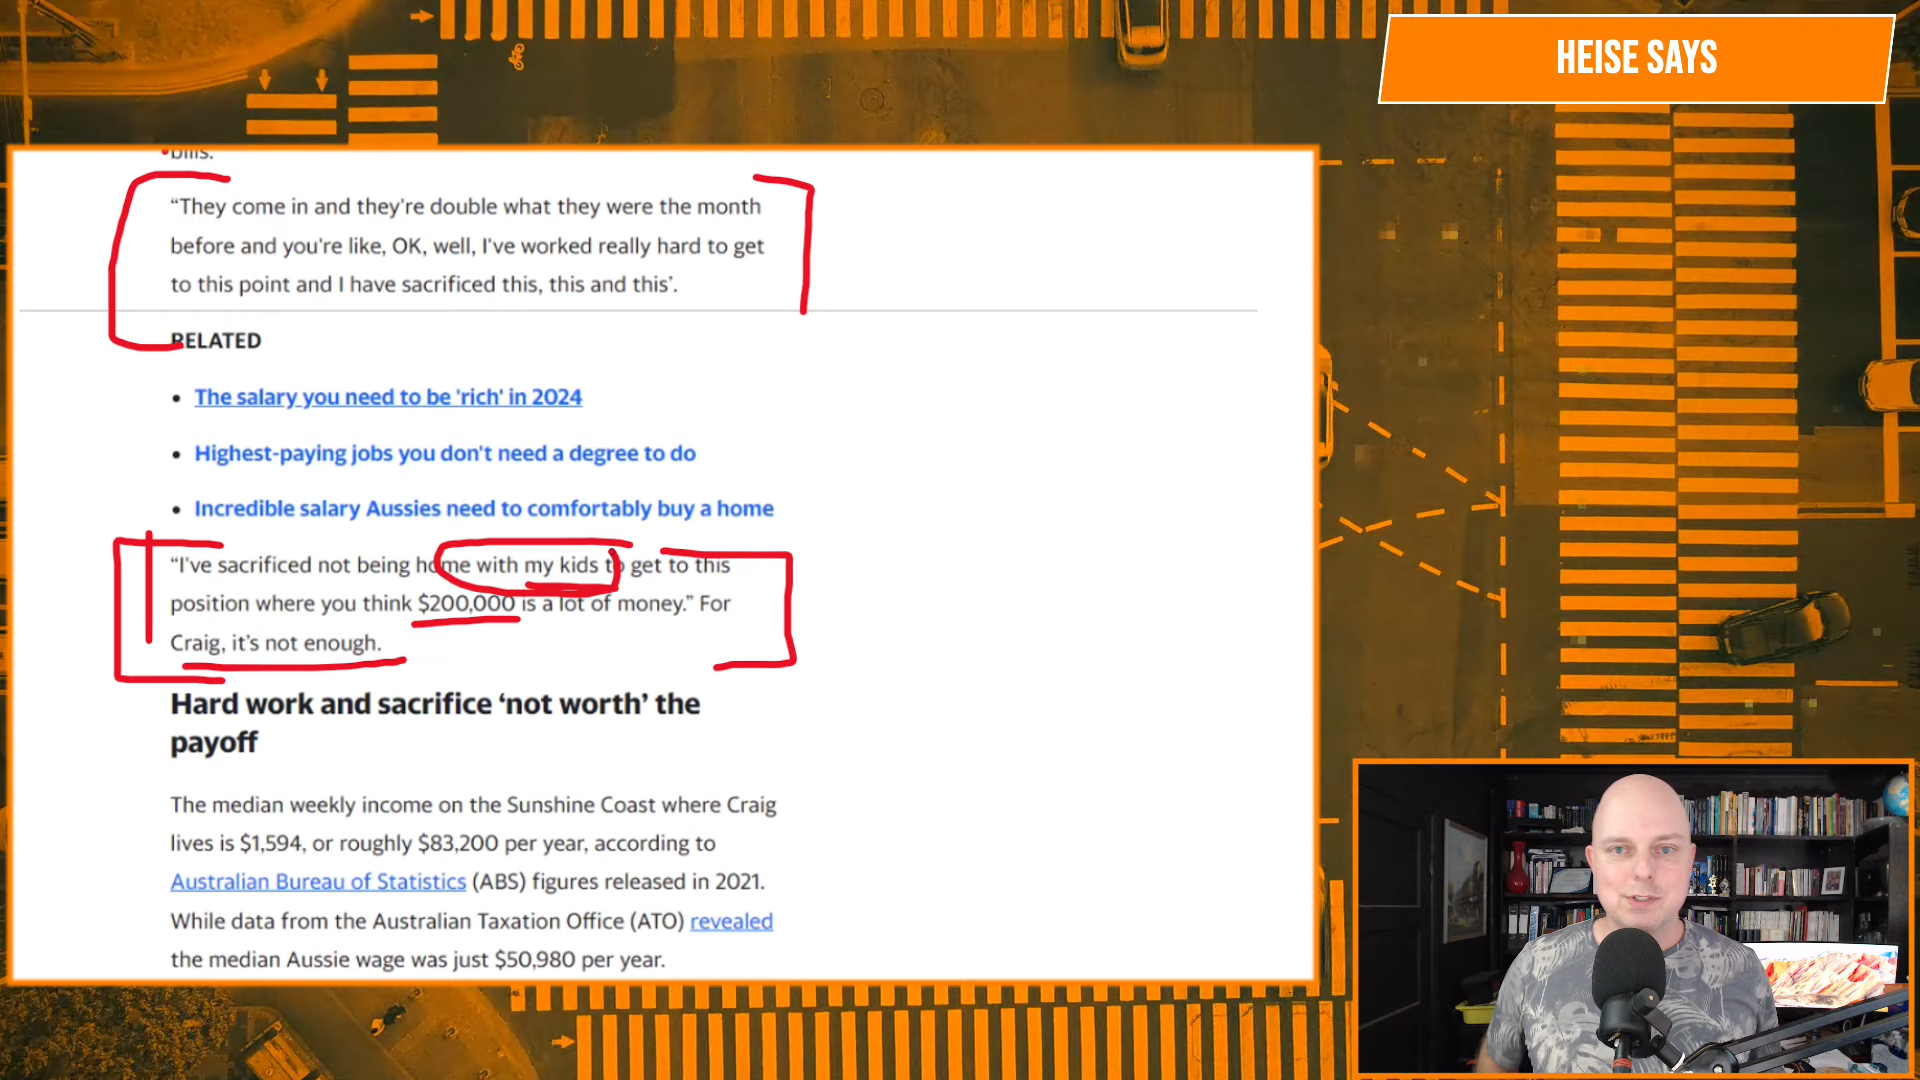 HEISE SAYS
bills.
“They come in and they're double what they were the month
before and you're like, OK, well, I've worked really hard to get
to this point and I have sacrificed this, this and this’.
RELATED
• The salary you need to be 'rich' in 2024
• Highest-paying jobs you don't need a degree to do
• Incredible salary Aussies need to comfortably buy a home
“I've sacrificed not being home with my kids to get to this
position where you think $200,000 is a lot of money.” For
Craig, it’s not enough.
Hard work and sacrifice ‘not worth’ the
payoff
The median weekly income on the Sunshine Coast where Craig
lives is $1,594, or roughly $83,200 per year, according to
Australian Bureau of Statistics (ABS) figures released in 2021.
While data from the Australian Taxation Office (ATO) revealed
the median Aussie wage was just $50,980 per year.